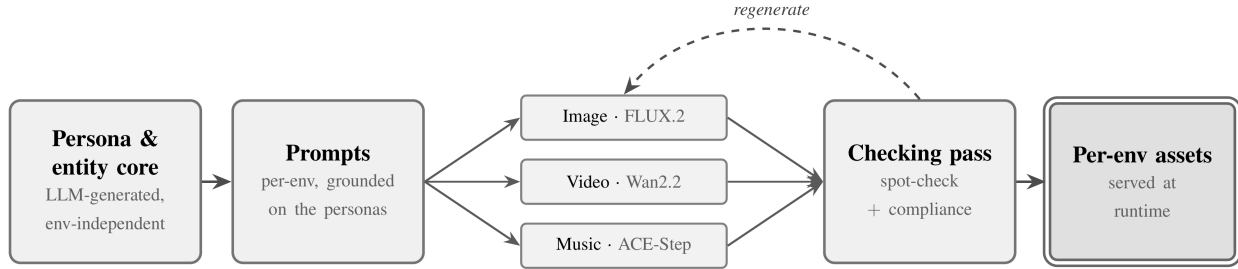 regenerate
Persona &
entity core
LLM-generated,
env-independent
Prompts
per-env, grounded
on the personas
Image · FLUX.2
Video · Wan2.2
Music · ACE-Step
Checking pass
spot-check
+ compliance
Per-env assets
served at
runtime